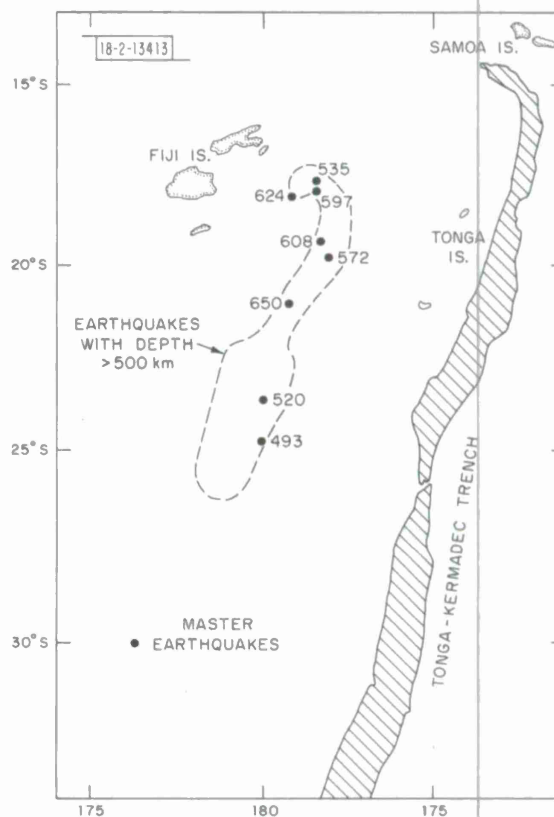 18-2-13413
SAMOA IS.
15°S
FIJI IS.
535
624
597
608
TONGA
IS.
20°S
572
650
EARTHQUAKES
WITH DEPTH
>500 km
520
493
25°S
TONGA-KERMADEC TRENCH
MASTER
EARTHQUAKES
30°S
175
180
175